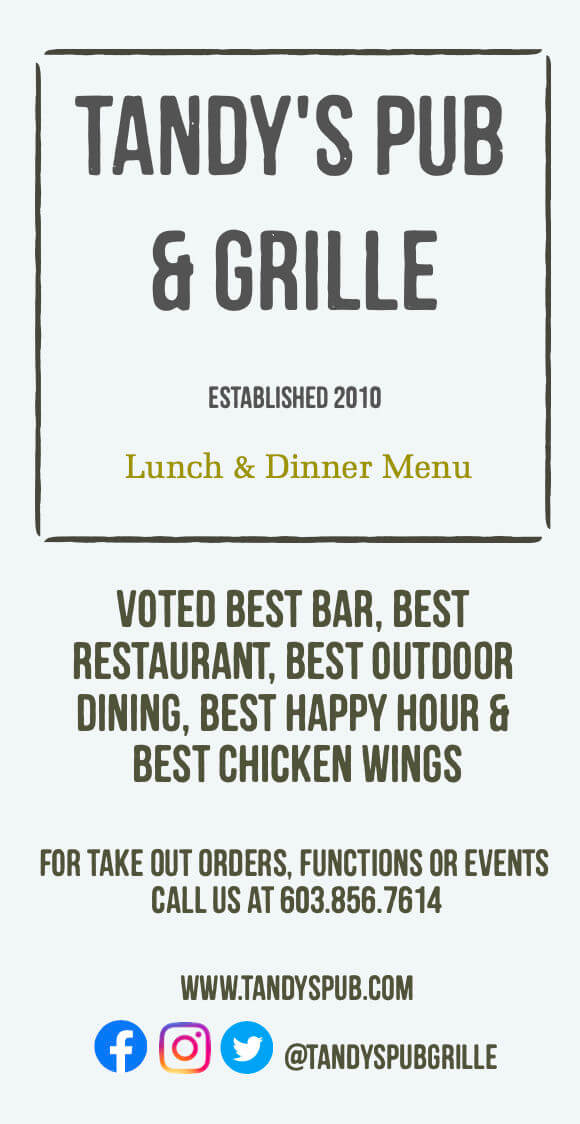 TANDY'S PUB
& GRILLE
ESTABLISHED 2010
Lunch & Dinner Menu
VOTED BEST BAR, BEST
RESTAURANT, BEST OUTDOOR
DINING, BEST HAPPY HOUR &
BEST CHICKEN WINGS
FOR TAKE OUT ORDERS, FUNCTIONS OR EVENTS
CALL US AT 603.856.7614
WWW.TANDYSPUB.COM
@TANDYSPUBGRILLE